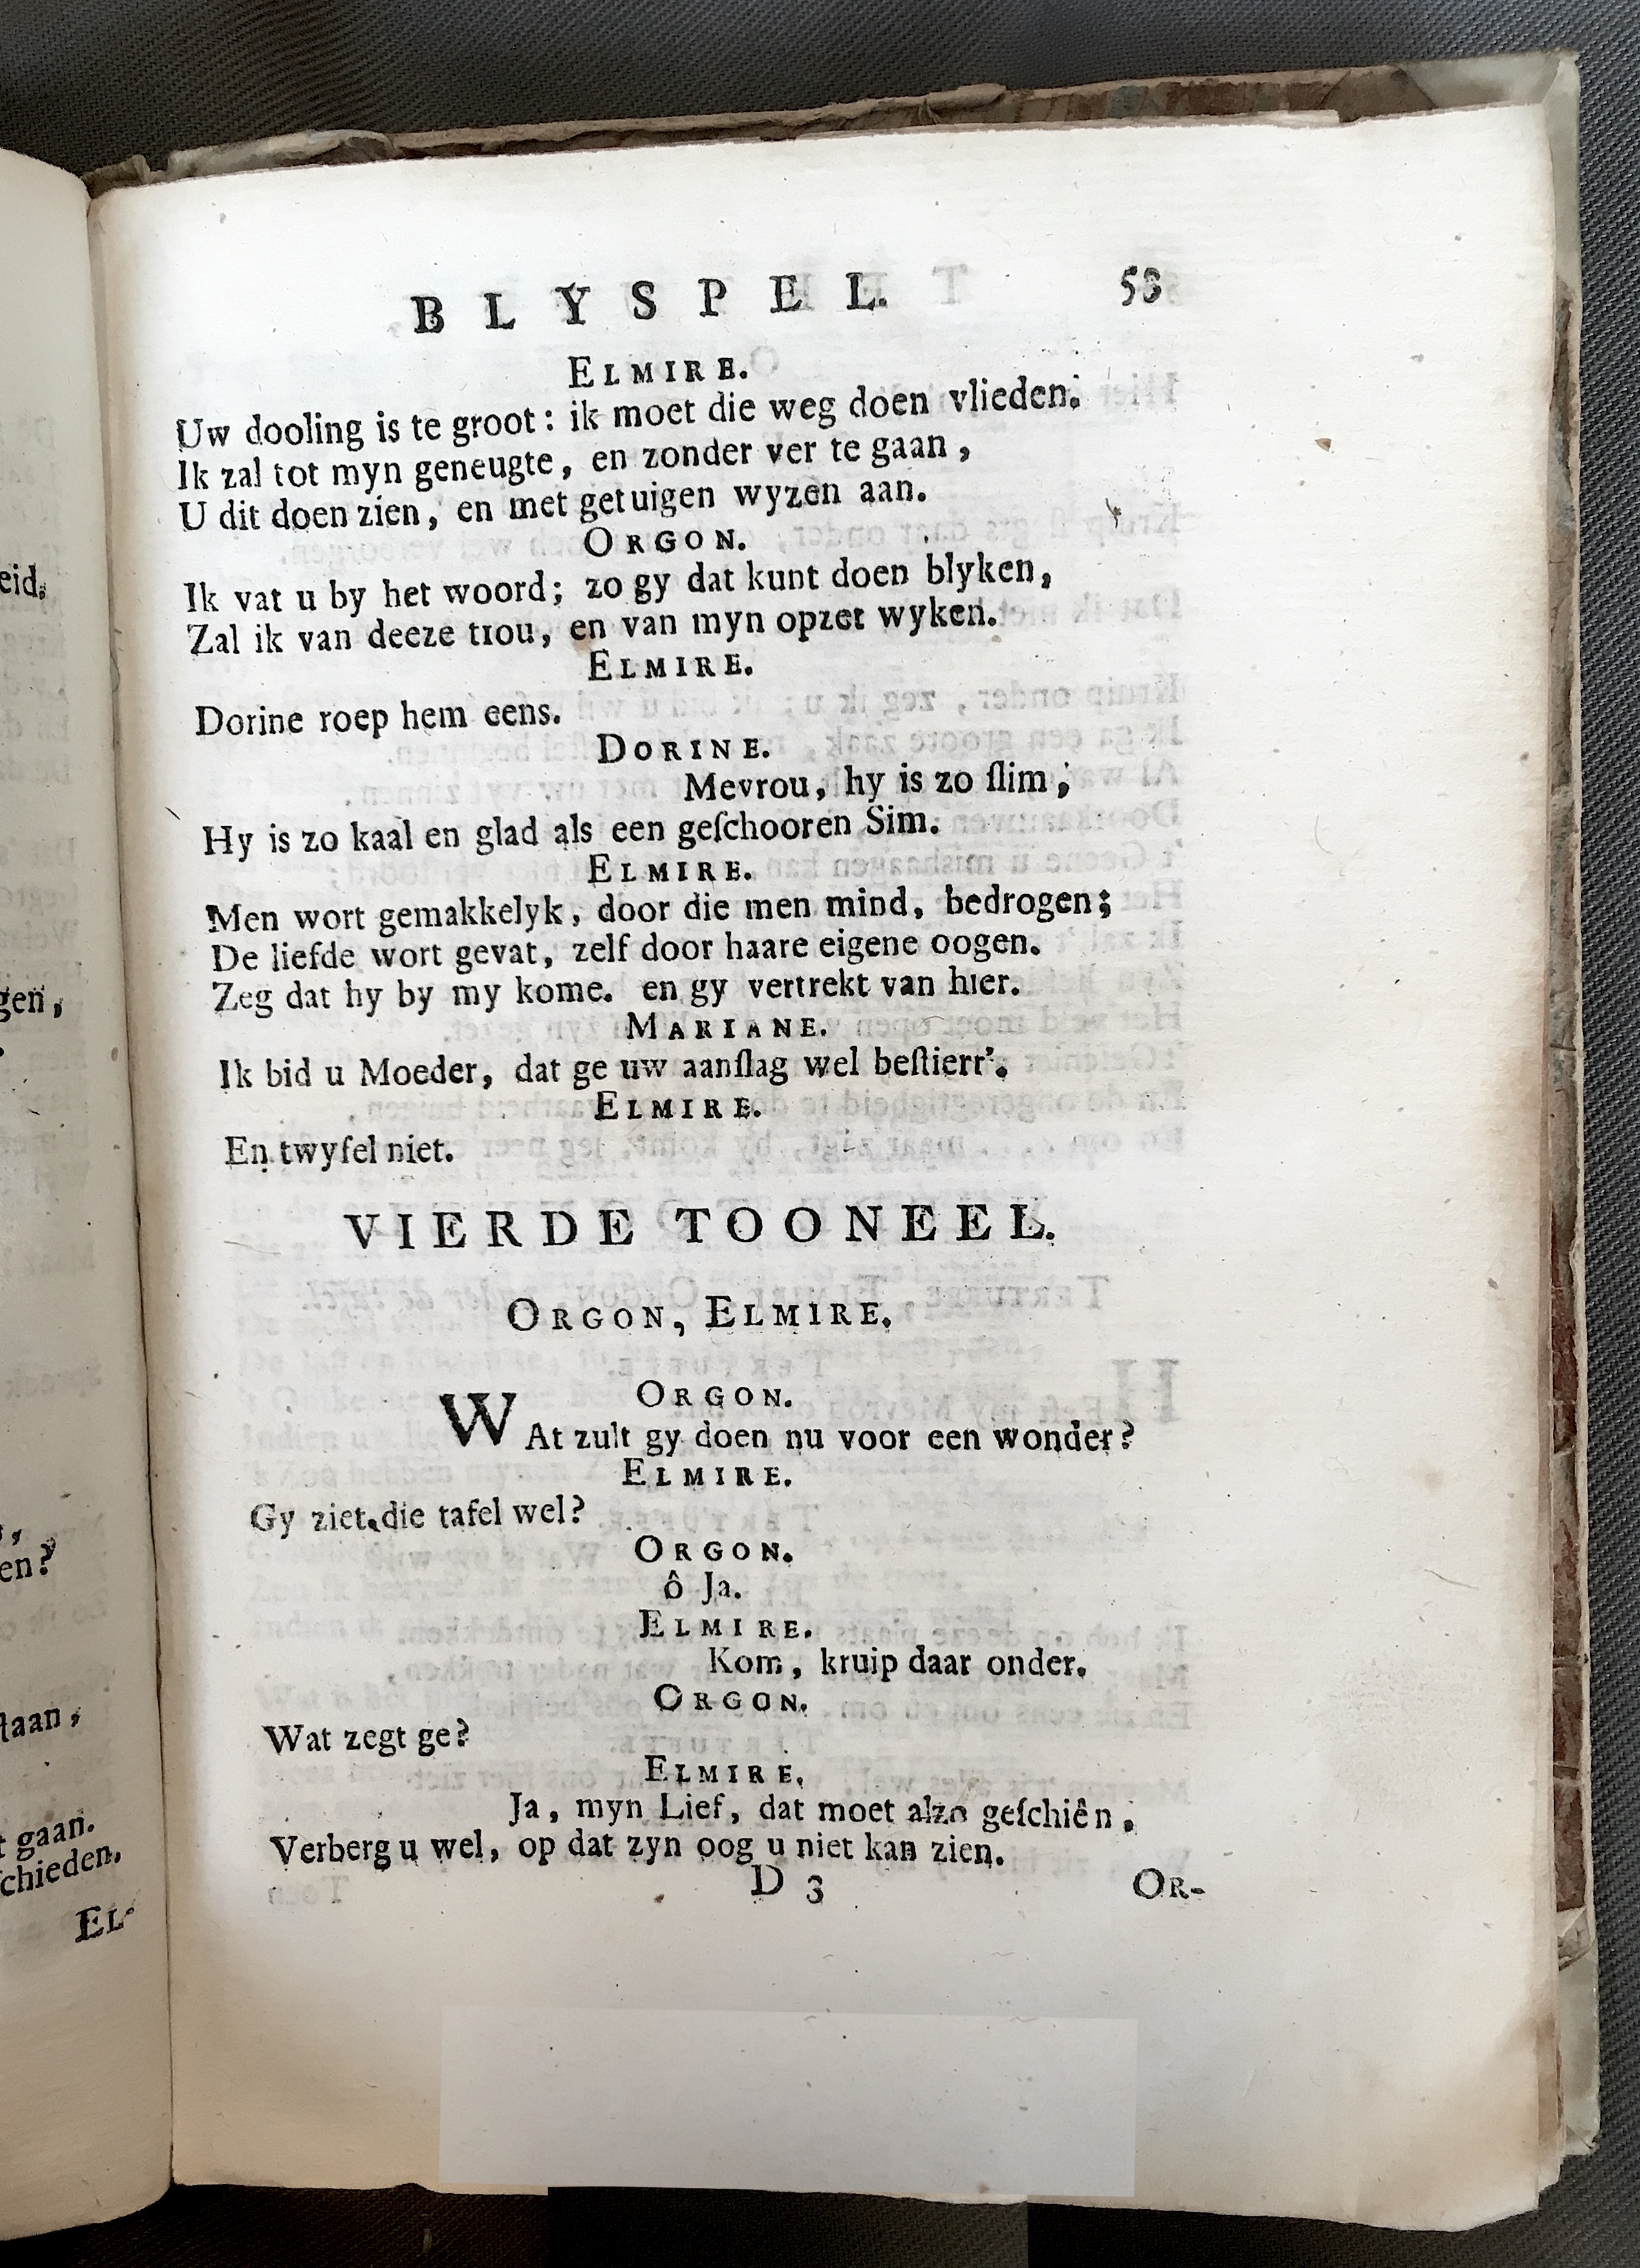 eid.
gen,
en?
ſtaan,
t gaan.
ſchieden.
EL-
BLYSPEL. 53
ELMIRE.
Uw dooling is te groot: ik moet die weg doen vlieden.
Ik zal tot myn geneugte, en zonder ver te gaan,
U dit doen zien, en met getuigen wyzen aan.
ORGON.
Ik vat u by het woord; zo gy dat kunt doen blyken,
Zal ik van deeze trou, en van myn opzet wyken.
ELMIRE.
Dorine roep hem eens.
DORINE.
Mevrou, hy is zo ſlim,
Hy is zo kaal en glad als een geſchooren Sim.
ELMIRE.
Men wort gemakkelyk, door die men mind, bedrogen;
De liefde wort gevat, zelf door haare eigene oogen.
Zeg dat hy by my kome. en gy vertrekt van hier.
MARIANE.
Ik bid u Moeder, dat ge uw aanſlag wel beſtierr'.
ELMIRE.
En twyfel niet.
VIERDE TOONEEL.
ORGON, ELMIRE.
ORGON.
WAt zult gy doen nu voor een wonder?
ELMIRE.
Gy ziet die tafel wel?
ORGON.
ô Ja.
ELMIRE.
Kom, kruip daar onder.
ORGON.
Wat zegt ge?
ELMIRE.
Ja, myn Lief, dat moet alzo geſchiên,
Verberg u wel, op dat zyn oog u niet kan zien.
D 3 OR-